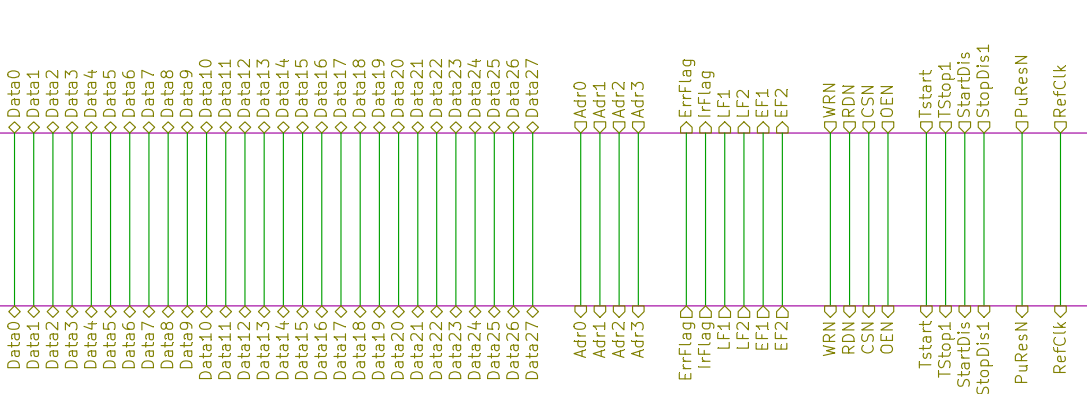 Data0
Data1
Data2
Data3
Data4
Data5
Data6
Data7
Data8
Data9
Data10
Data11
Data12
Data13
Data14
Data15
Data16
Data17
Data18
Data19
Data20
Data21
Data22
Data23
Data24
Data25
Data26
Data27
Adr0
Adr1
Adr2
Adr3
ErrFlag
IrFlag
LF1
LF2
EF1
EF2
WRN
RDN
CSN
OEN
Tstart
TStop1
StartDis
StopDis1
PuResN
RefClk
Data0
Data1
Data2
Data3
Data4
Data5
Data6
Data7
Data8
Data9
Data10
Data11
Data12
Data13
Data14
Data15
Data16
Data17
Data18
Data19
Data20
Data21
Data22
Data23
Data24
Data25
Data26
Data27
Adr0
Adr1
Adr2
Adr3
ErrFlag
IrFlag
LF1
LF2
EF1
EF2
WRN
RDN
CSN
OEN
Tstart
TStop1
StartDis
StopDis1
PuResN
RefClk